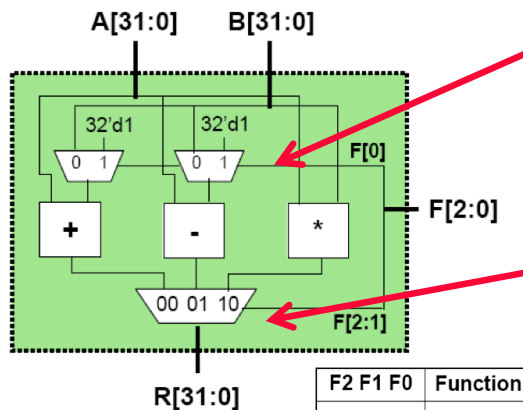 A[31:0] B[31:0]
32'd1 32'd1
0 1 0 1
F[0]
+ - *
F[2:0]
00 01 10
F[2:1]
R[31:0]
F2 F1 F0 Function